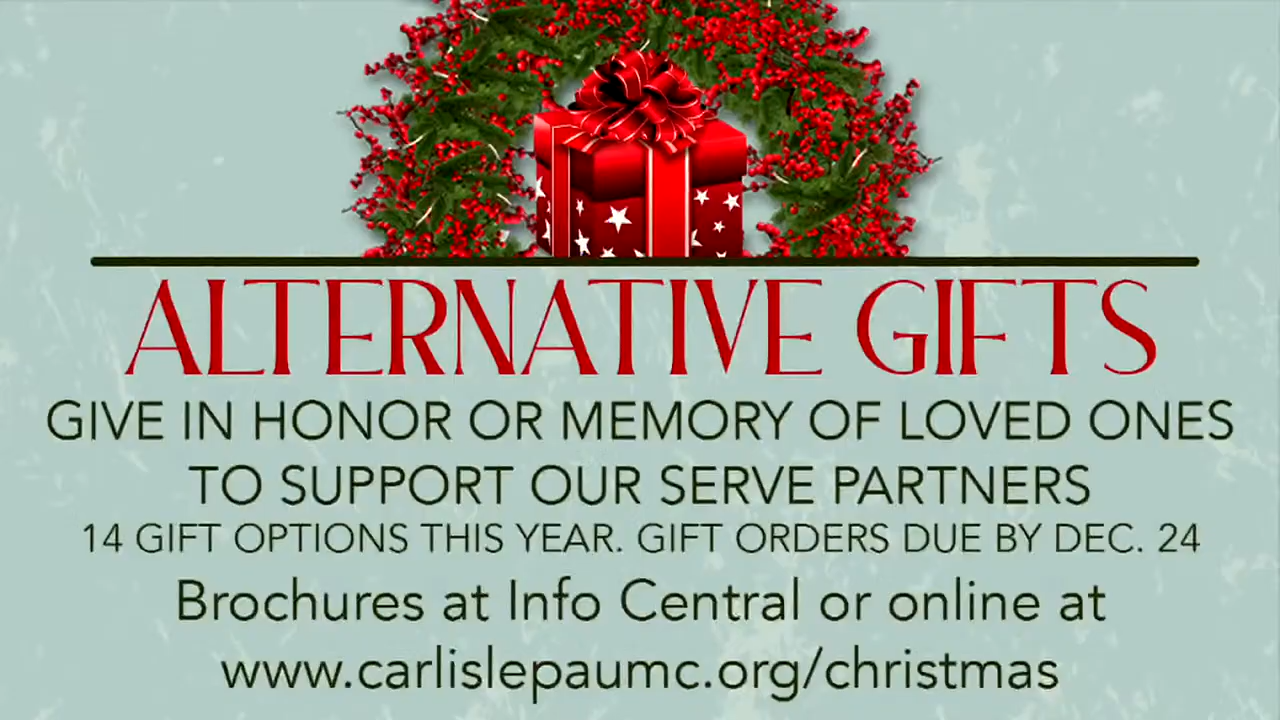 ALTERNATIVE GIFTS
GIVE IN HONOR OR MEMORY OF LOVED ONES
TO SUPPORT OUR SERVE PARTNERS
14 GIFT OPTIONS THIS YEAR. GIFT ORDERS DUE BY DEC. 24
Brochures at Info Central or online at
www.carlislepaumc.org/christmas